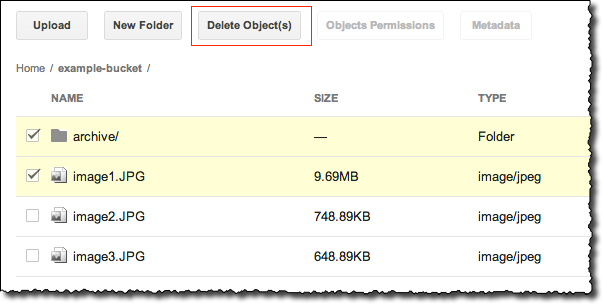 Upload New Folder Delete Object(s) Objects Permissions Metadata
Home / example-bucket /
NAME SIZE TYPE
archive/ — Folder
image1.JPG 9.69MB image/jpeg
image2.JPG 748.89KB image/jpeg
image3.JPG 648.89KB image/jpeg